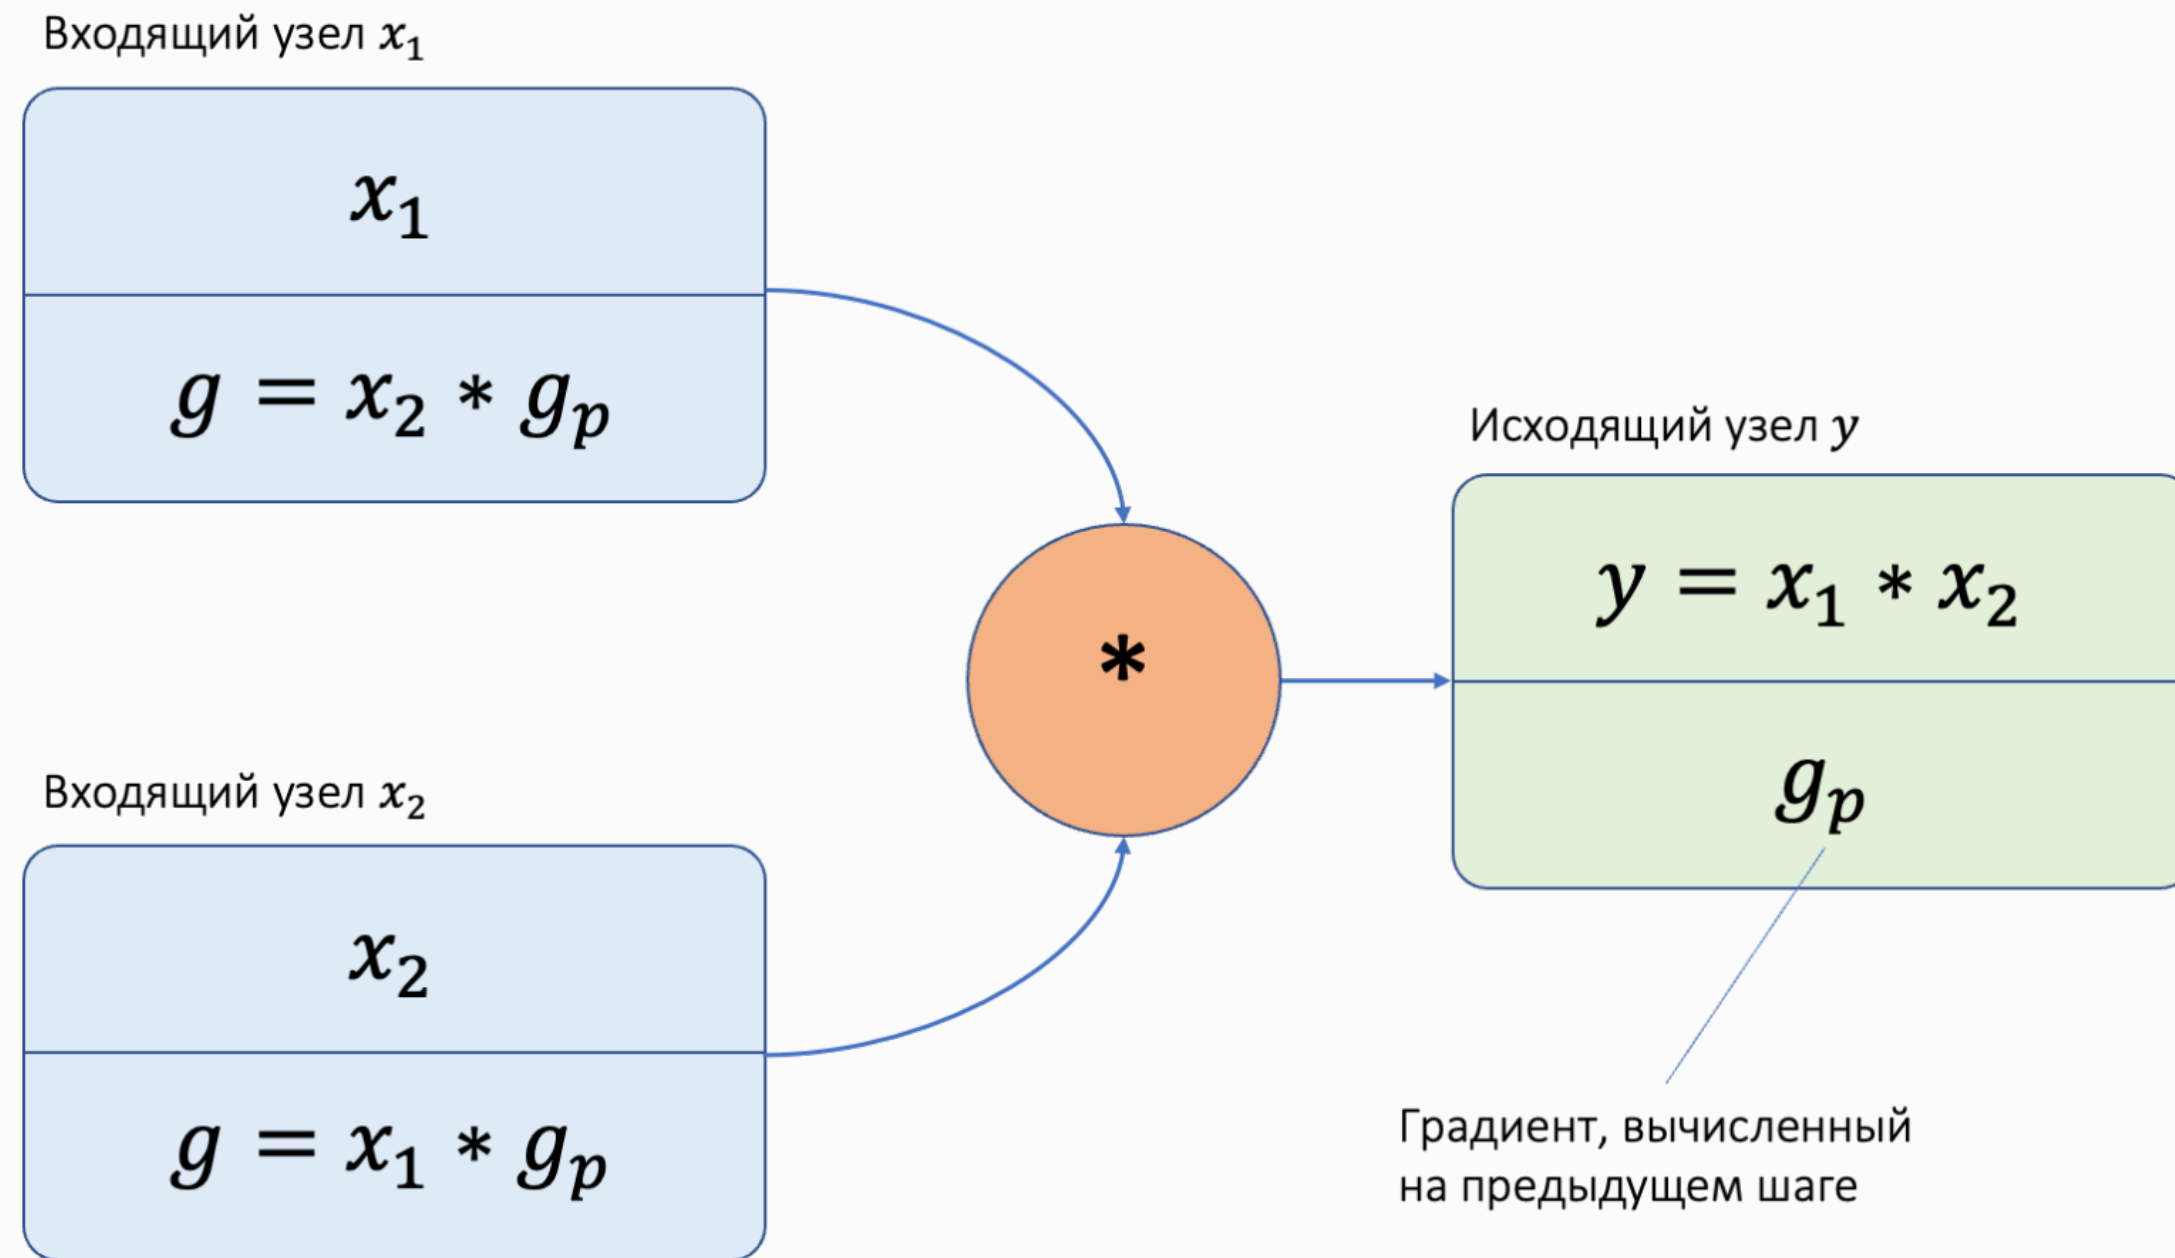 Входящий узел x₁
x₁
g = x₂ * gₚ
*
Исходящий узел y
y = x₁ * x₂
gₚ
Входящий узел x₂
x₂
g = x₁ * gₚ
Градиент, вычисленный
на предыдущем шаге